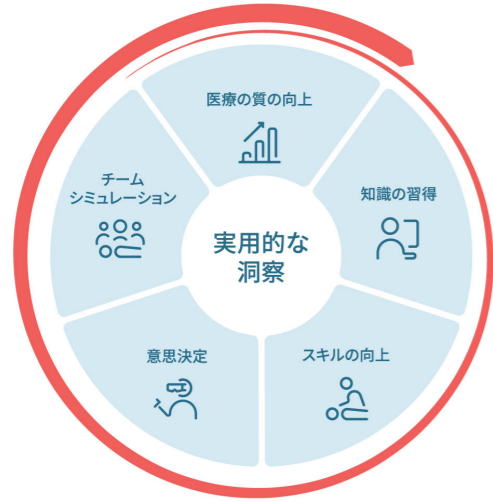 医療の質の向上
知識の習得
スキルの向上
意思決定
チーム
シミュレーション
実用的な
洞察